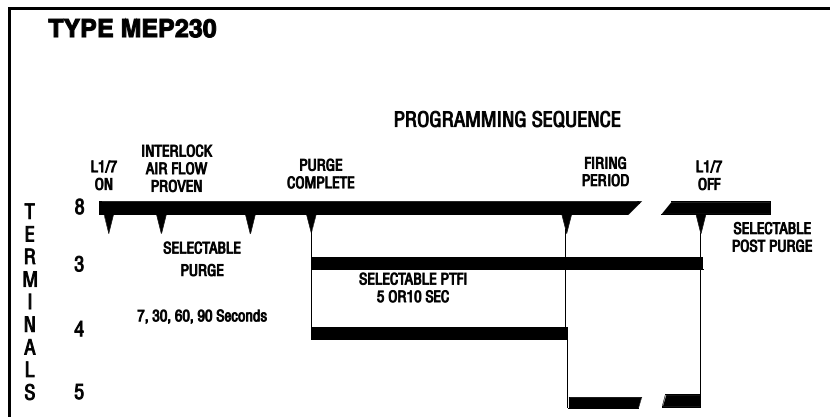 TYPE MEP230
PROGRAMMING SEQUENCE
L1/7
ON
INTERLOCK
AIR FLOW
PROVEN
PURGE
COMPLETE
FIRING
PERIOD
L1/7
OFF
TERMINALS
8
SELECTABLE
PURGE
SELECTABLE
POST PURGE
3
SELECTABLE PTFI
5 OR10 SEC
7, 30, 60, 90 Seconds
4
5